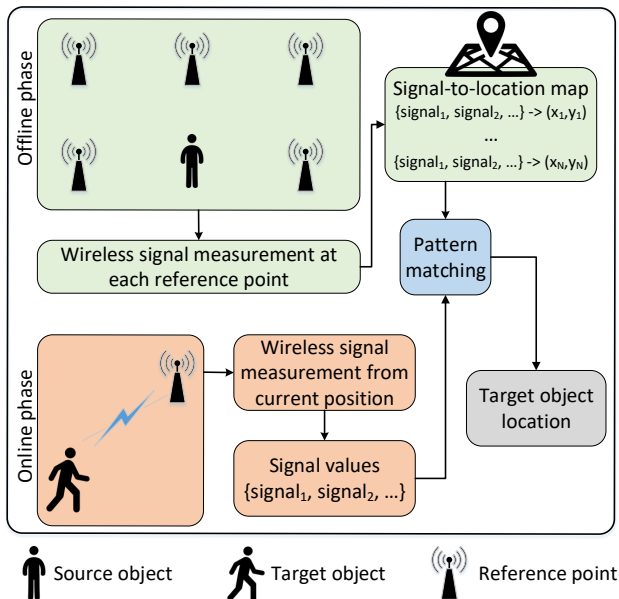 Offline phase
Signal-to-location map
{signal₁, signal₂, …} -> (x₁,y₁)
…
{signal₁, signal₂, …} -> (x_N,y_N)
Wireless signal measurement at
each reference point
Pattern
matching
Online phase
Wireless signal
measurement from
current position
Signal values
{signal₁, signal₂, …}
Target object
location
Source object
Target object
Reference point